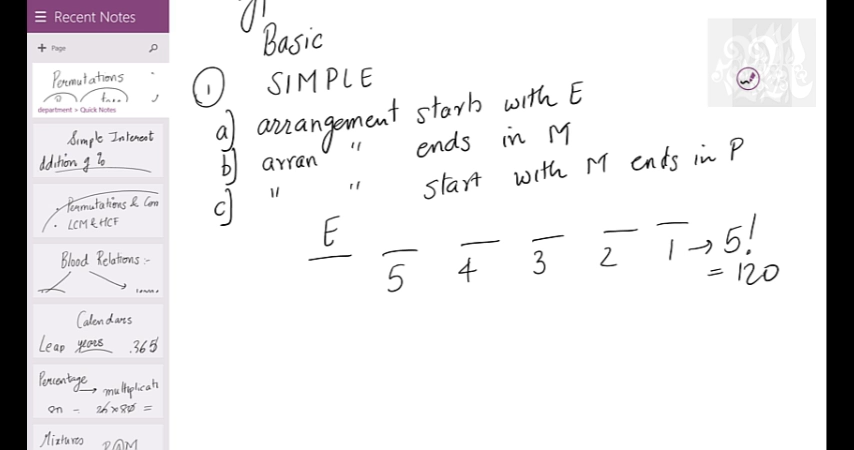 Recent Notes
+ Page
Permutations
department > Quick Notes
Simple Interest
Addition of %
Permutations & Com
LCM & HCF
Blood Relations :-
Calendars
Leap years .365
Percentage
→ multiplicati
on -
Mixtures
Basic
① SIMPLE
a] arrangement starts with E
b] arran " ends in M
c] " " start with M ends in P
E
5 4 3 2 1 → 5!
= 120